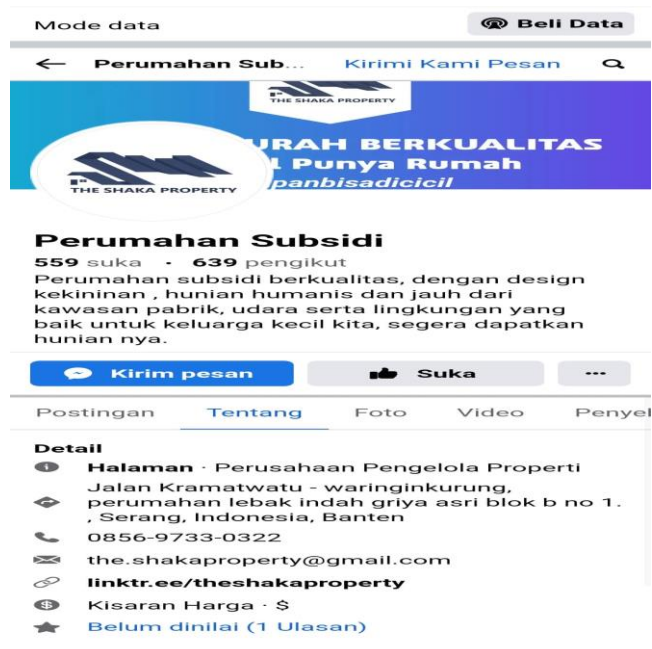 Mode data
Beli Data
Perumahan Sub...
Kirimi Kami Pesan
THE SHAKA PROPERTY
URAH BERKUALITAS
Punya Rumah
panbisadicicil
THE SHAKA PROPERTY
Perumahan Subsidi
559 suka · 639 pengikut
Perumahan subsidi berkualitas, dengan design
kekininan , hunian humanis dan jauh dari
kawasan pabrik, udara serta lingkungan yang
baik untuk keluarga kecil kita, segera dapatkan
hunian nya.
Kirim pesan
Suka
...
Postingan
Tentang
Foto
Video
Penyel
Detail
Halaman · Perusahaan Pengelola Properti
Jalan Kramatwatu - waringinkurung,
perumahan lebak indah griya asri blok b no 1.
, Serang, Indonesia, Banten
0856-9733-0322
the.shakaproperty@gmail.com
linktr.ee/theshakaproperty
Kisaran Harga · $
Belum dinilai (1 Ulasan)